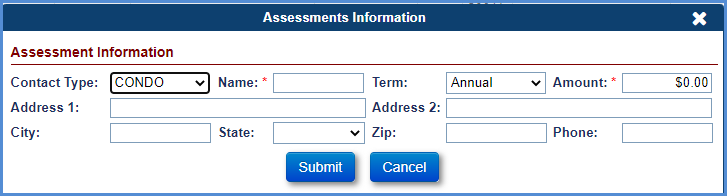 Assessments Information
Assessment Information
Contact Type: CONDO Name: * Term: Annual Amount: * $0.00
Address 1: Address 2:
City: State: Zip: Phone:
Submit Cancel